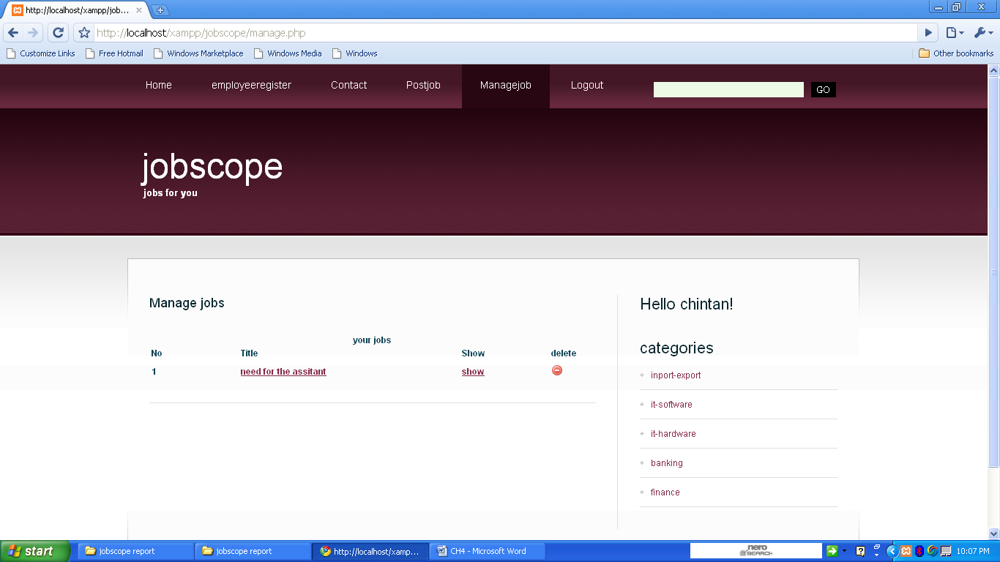 http://localhost/xampp/job...
http://localhost/xampp/jobscope/manage.php
Customize Links Free Hotmail Windows Marketplace Windows Media Windows Other bookmarks
Home employeeregister Contact Postjob Managejob Logout GO
jobscope
jobs for you
Manage jobs
your jobs
No Title Show delete
1 need for the assitant show
Hello chintan!
categories
inport-export
it-software
it-hardware
banking
finance
start jobscope report jobscope report http://localhost/xamp... CH4 - Microsoft Word nero @SEARCH 10:07 PM